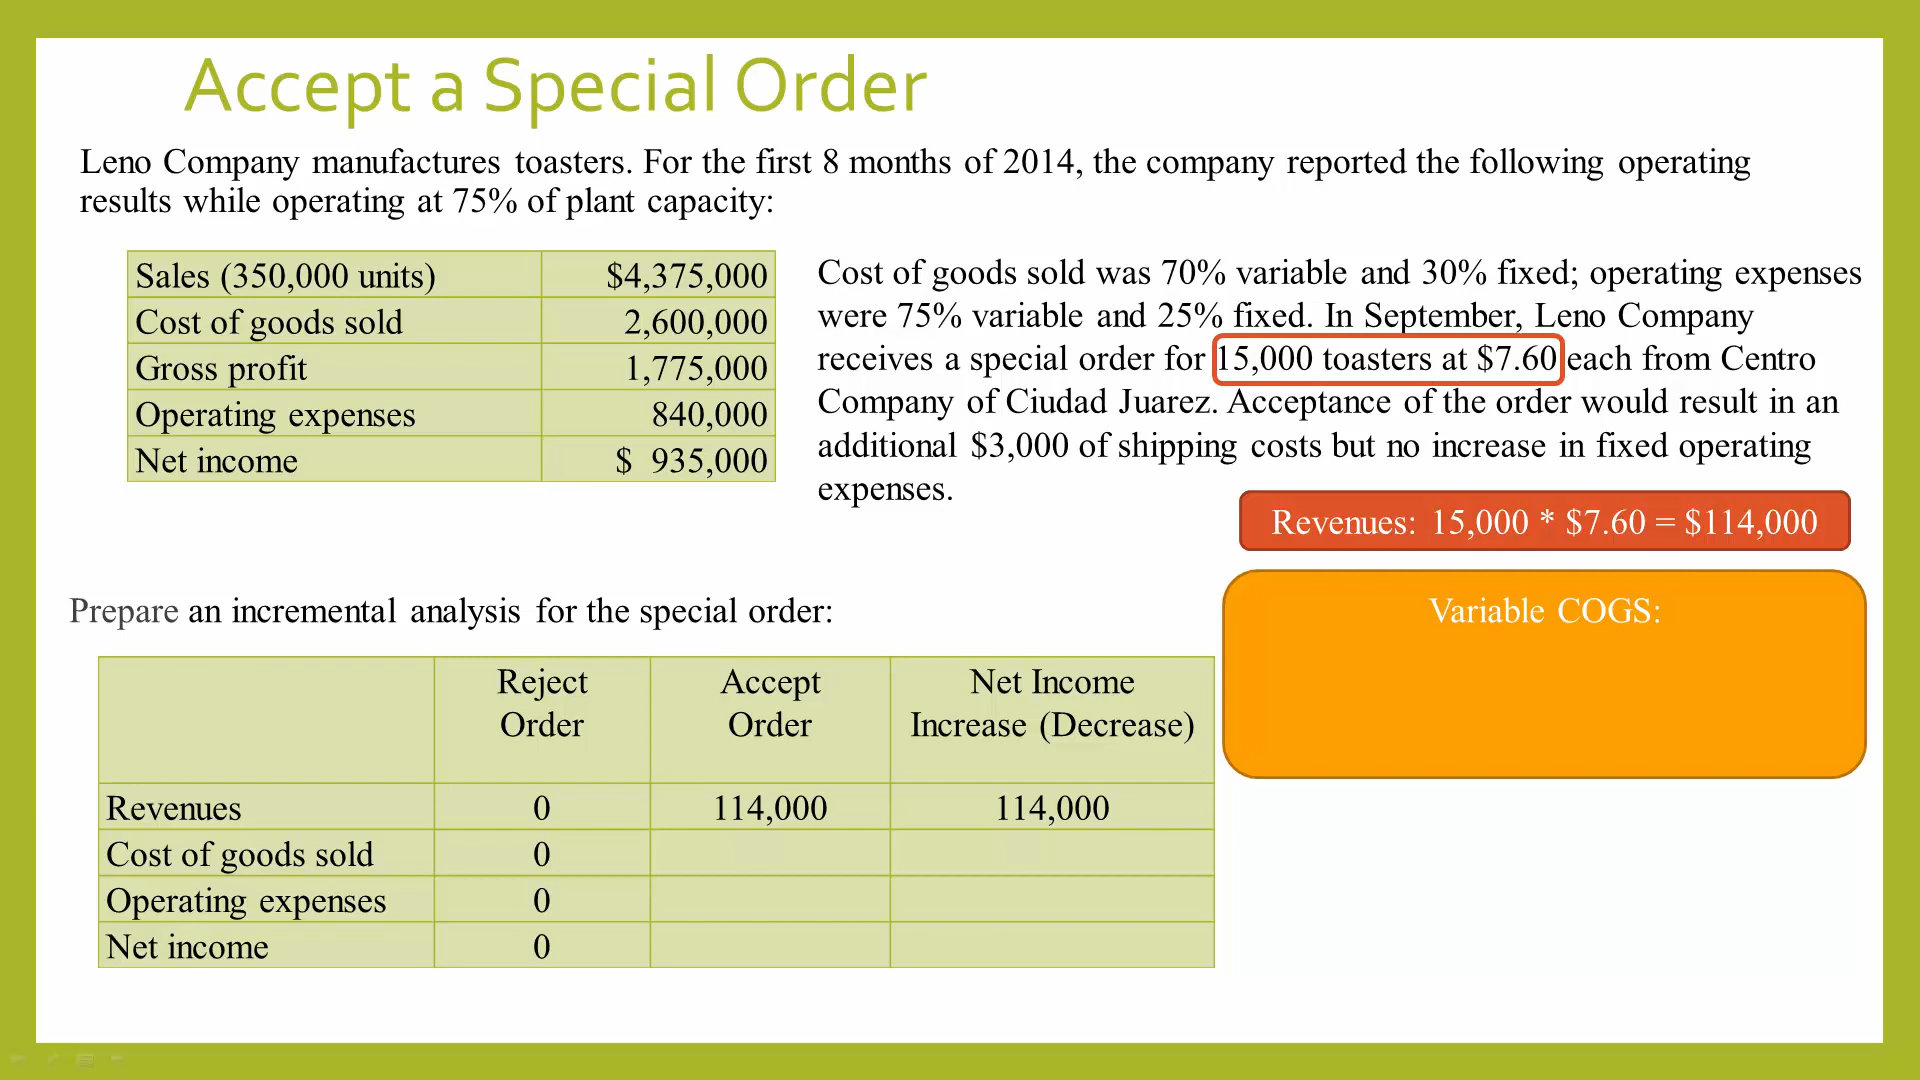 Accept a Special Order
Leno Company manufactures toasters. For the first 8 months of 2014, the company reported the following operating
results while operating at 75% of plant capacity:
Sales (350,000 units) $4,375,000
Cost of goods sold 2,600,000
Gross profit 1,775,000
Operating expenses 840,000
Net income $ 935,000
Cost of goods sold was 70% variable and 30% fixed; operating expenses
were 75% variable and 25% fixed. In September, Leno Company
receives a special order for 15,000 toasters at $7.60 each from Centro
Company of Ciudad Juarez. Acceptance of the order would result in an
additional $3,000 of shipping costs but no increase in fixed operating
expenses.
Revenues: 15,000 * $7.60 = $114,000
Variable COGS:
Prepare an incremental analysis for the special order:
Reject Accept Net Income
Order Order Increase (Decrease)
Revenues 0 114,000 114,000
Cost of goods sold 0
Operating expenses 0
Net income 0